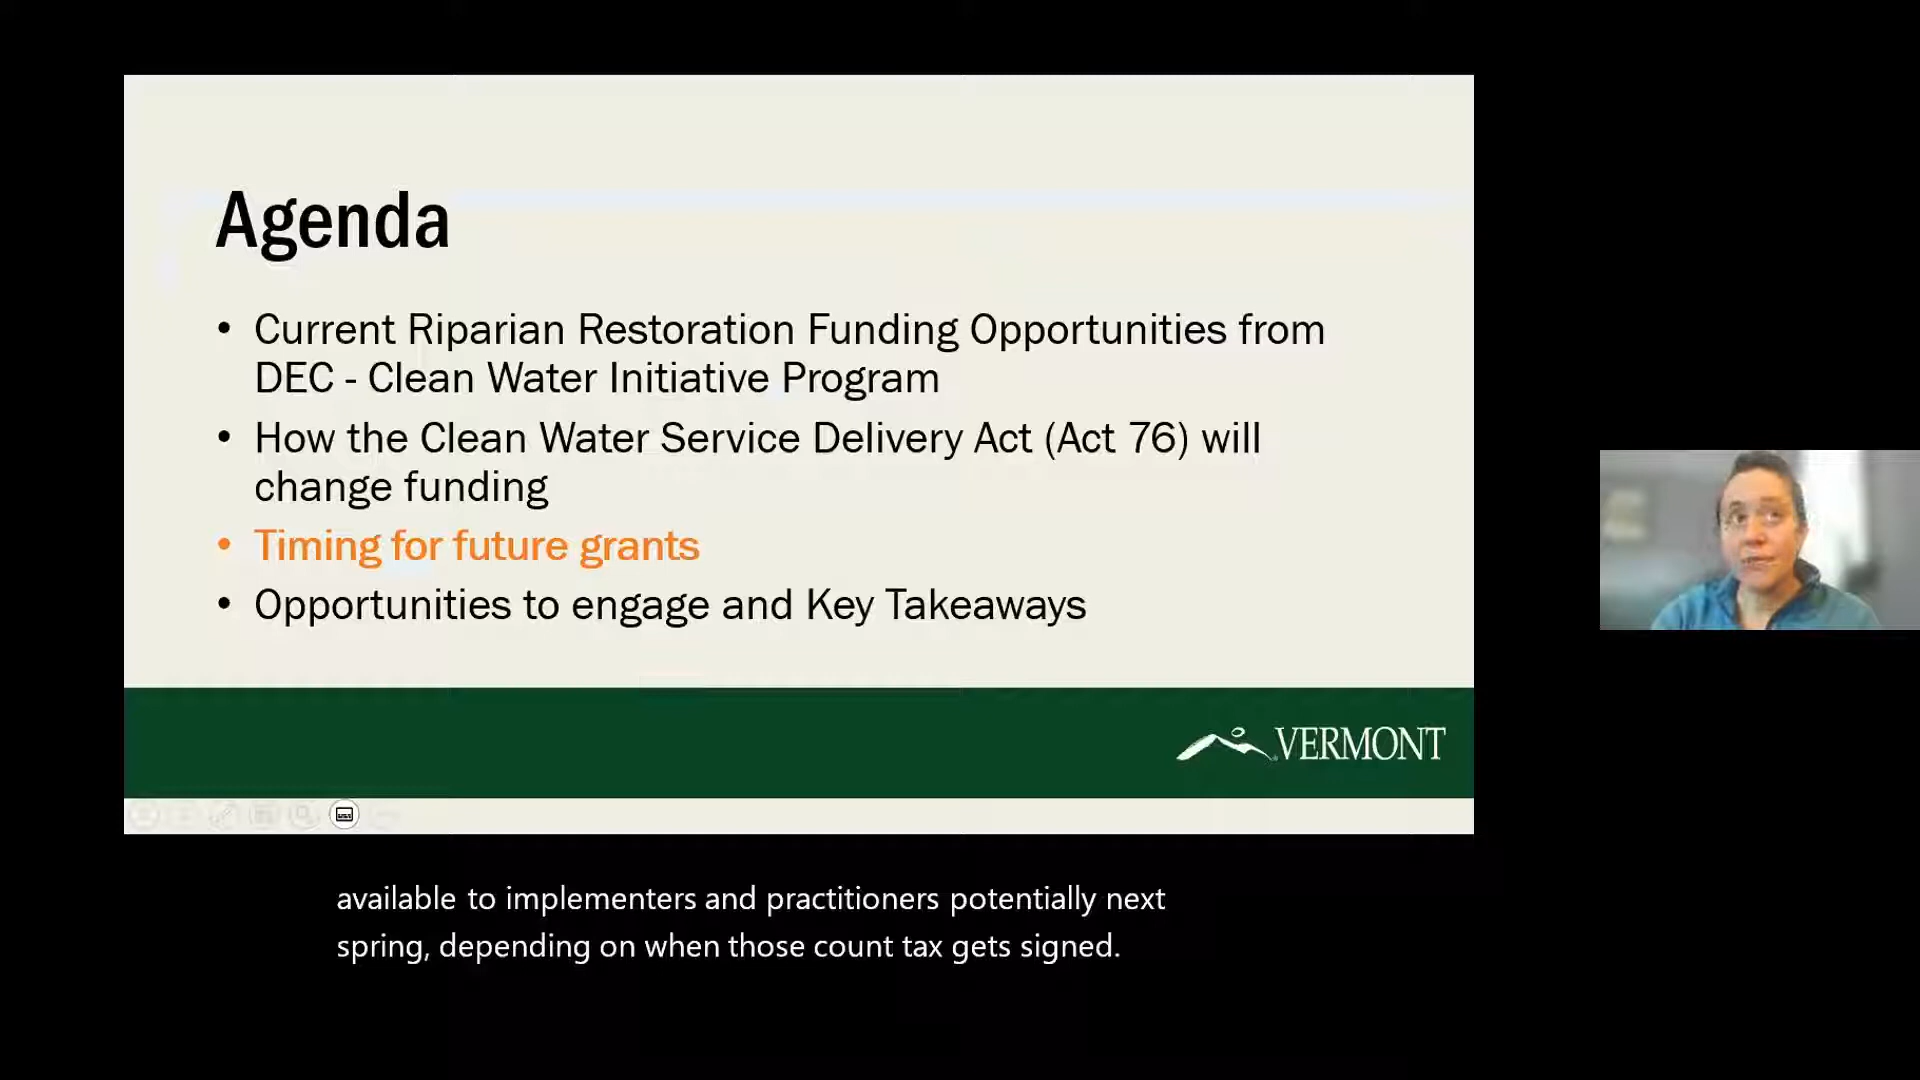 Agenda
• Current Riparian Restoration Funding Opportunities from
DEC - Clean Water Initiative Program
• How the Clean Water Service Delivery Act (Act 76) will
change funding
• Timing for future grants
• Opportunities to engage and Key Takeaways
VERMONT
available to implementers and practitioners potentially next
spring, depending on when those count tax gets signed.